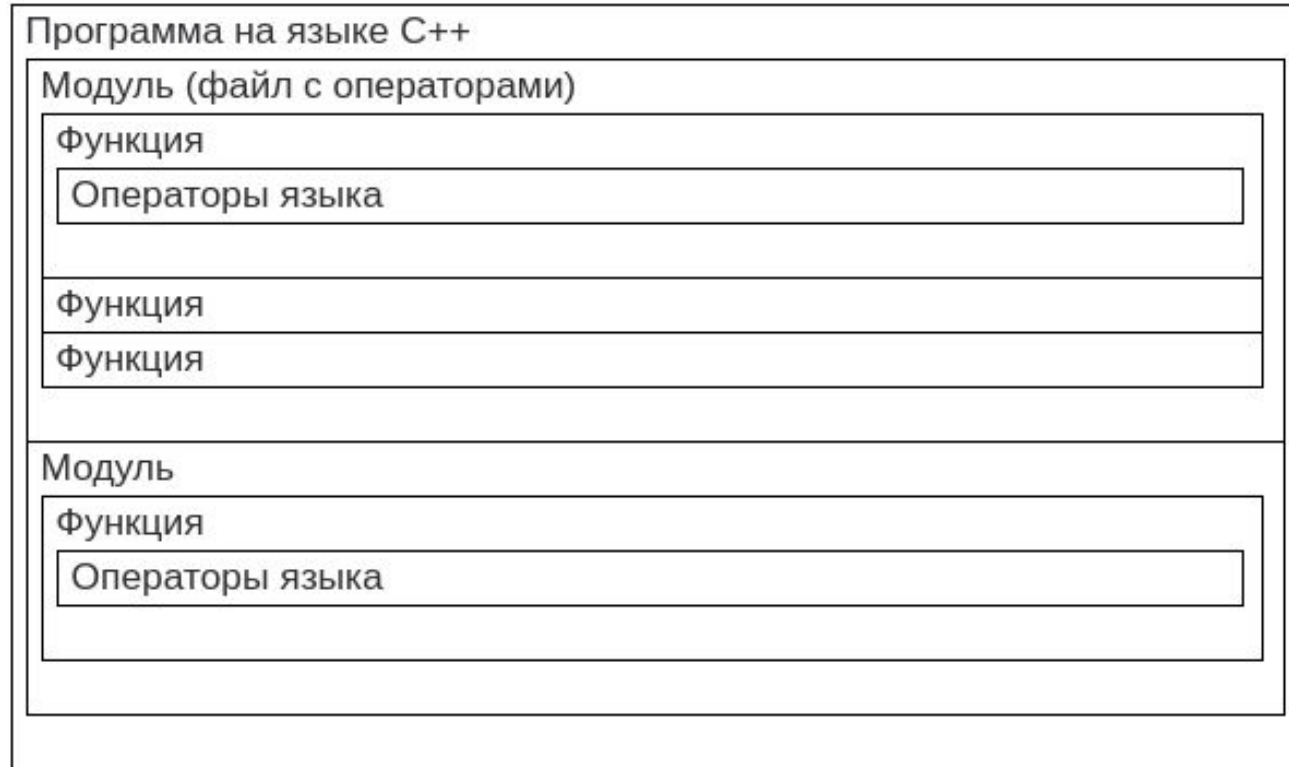 Программа на языке C++
Модуль (файл с операторами)
Функция
Операторы языка
Функция
Функция
Модуль
Функция
Операторы языка